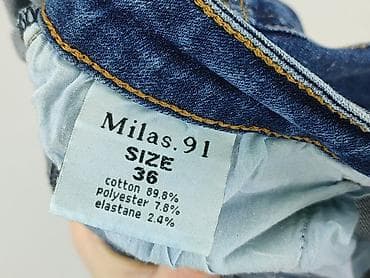 Milas.91
SIZE
36
cotton 89.8%
polyester 7.8%
elastane 2.4%